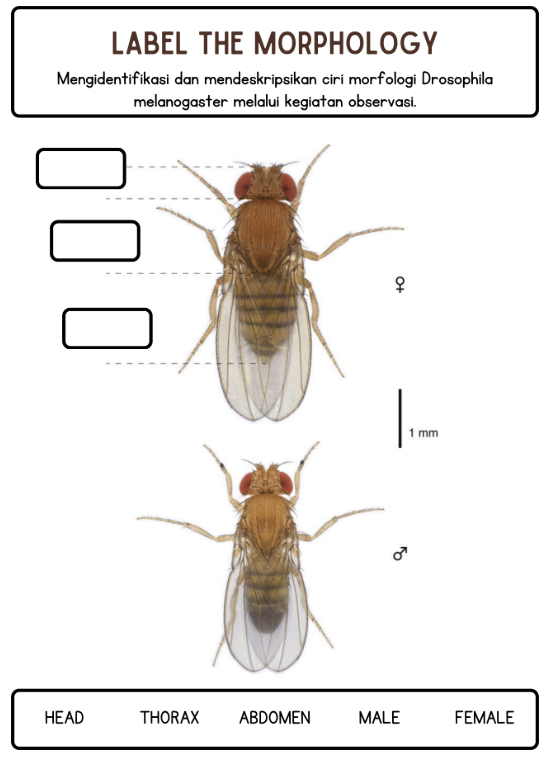 LABEL THE MORPHOLOGY
Mengidentifikasi dan mendeskripsikan ciri morfologi Drosophila
melanogaster melalui kegiatan observasi.
♀
1 mm
♂
HEAD THORAX ABDOMEN MALE FEMALE